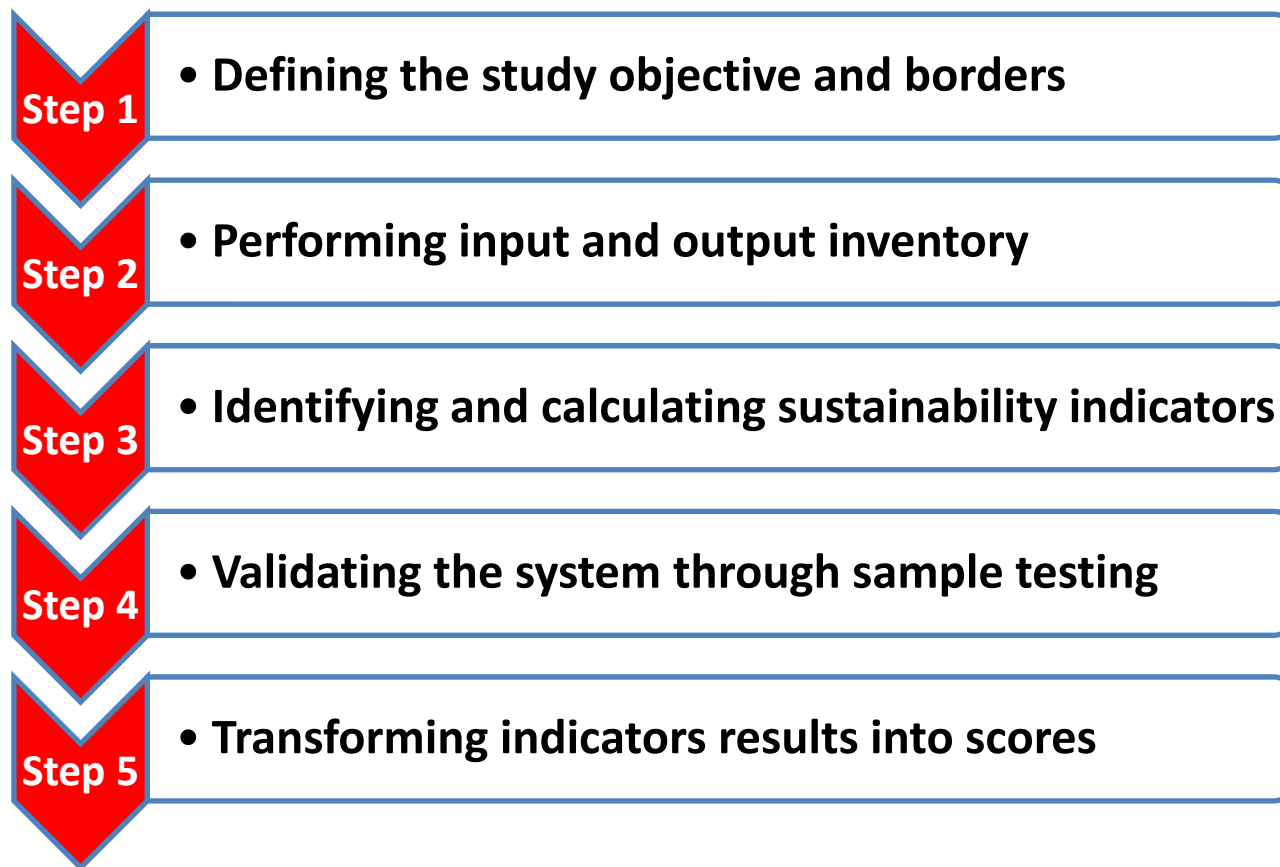 Step 1
• Defining the study objective and borders
Step 2
• Performing input and output inventory
Step 3
• Identifying and calculating sustainability indicators
Step 4
• Validating the system through sample testing
Step 5
• Transforming indicators results into scores